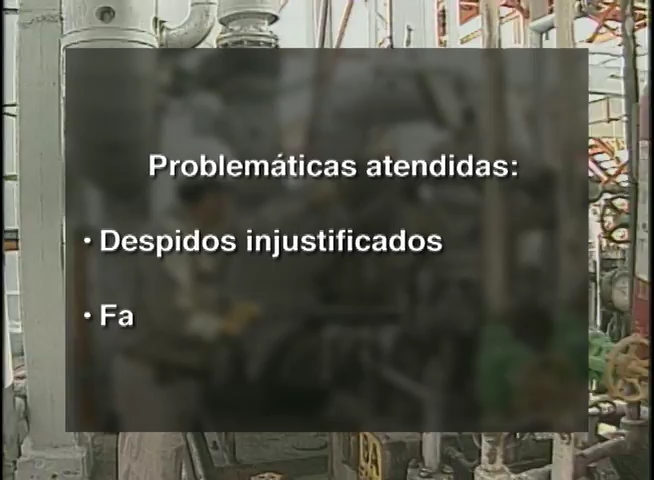 Problemáticas atendidas:
• Despidos injustificados
• Fa